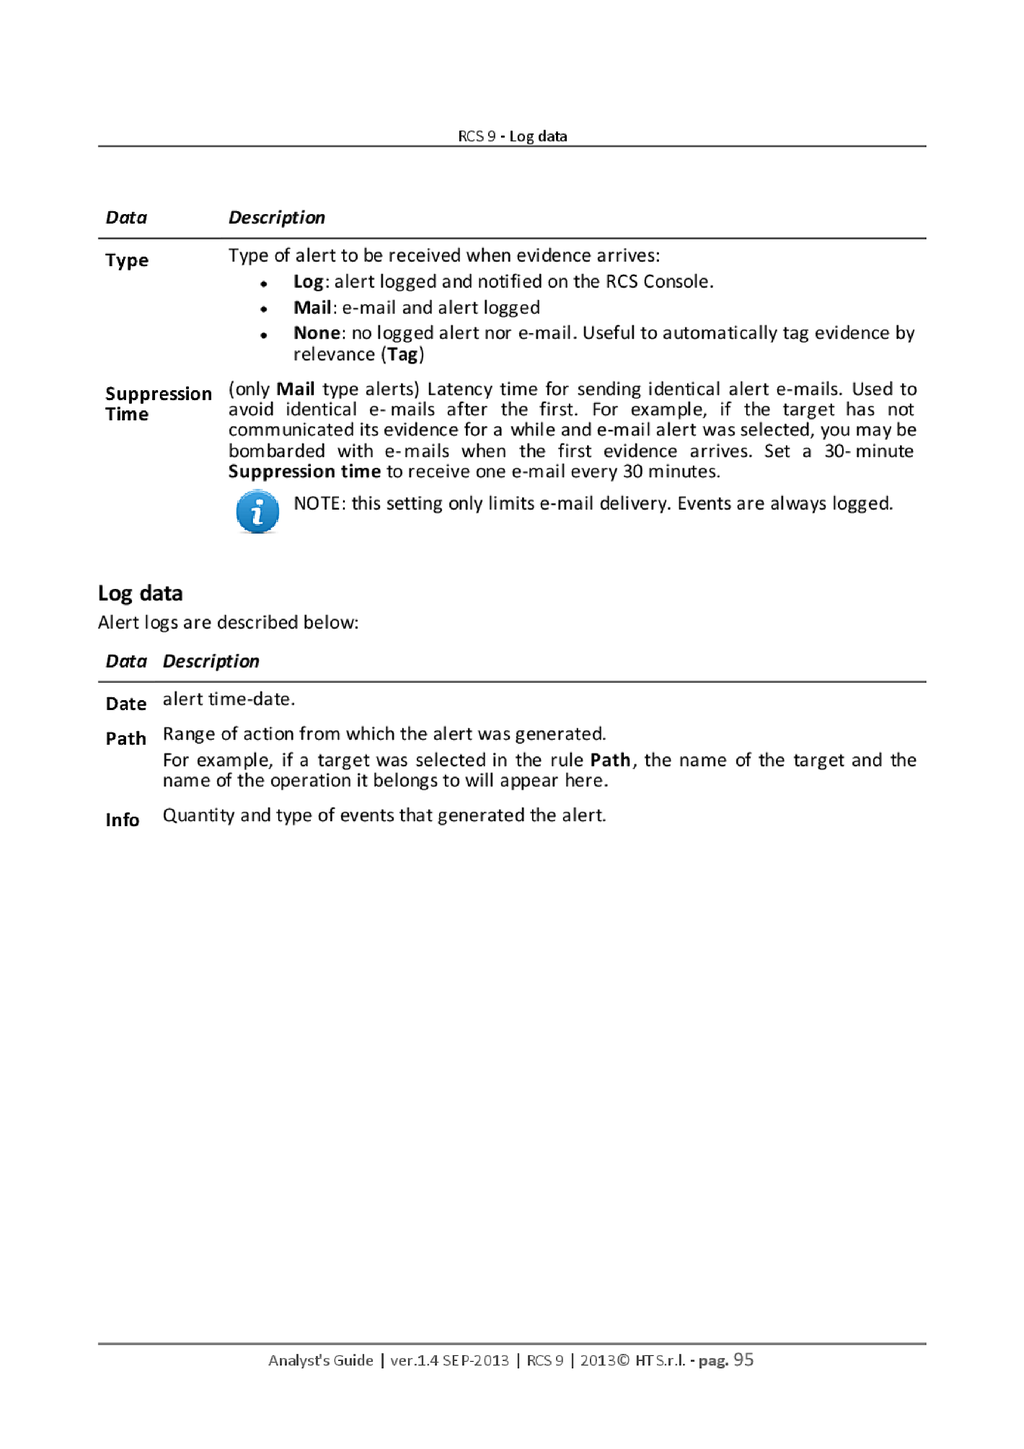 RCS 9 - Log data
Data Description
Type Type of alert to be received when evidence arrives:
• Log: alert logged and notified on the RCS Console.
• Mail: e-mail and alert logged
• None: no logged alert nor e-mail. Useful to automatically tag evidence by
relevance (Tag)
Suppression Time
(only Mail type alerts) Latency time for sending identical alert e-mails. Used to
avoid identical e-mails after the first. For example, if the target has not
communicated its evidence for a while and e-mail alert was selected, you may be
bombarded with e-mails when the first evidence arrives. Set a 30-minute
Suppression time to receive one e-mail every 30 minutes.
NOTE: this setting only limits e-mail delivery. Events are always logged.
Log data
Alert logs are described below:
Data Description
Date alert time-date.
Path Range of action from which the alert was generated.
For example, if a target was selected in the rule Path, the name of the target and the
name of the operation it belongs to will appear here.
Info Quantity and type of events that generated the alert.
Analyst's Guide | ver.1.4 SEP-2013 | RCS 9 | 2013© HT S.r.l. - pag. 95